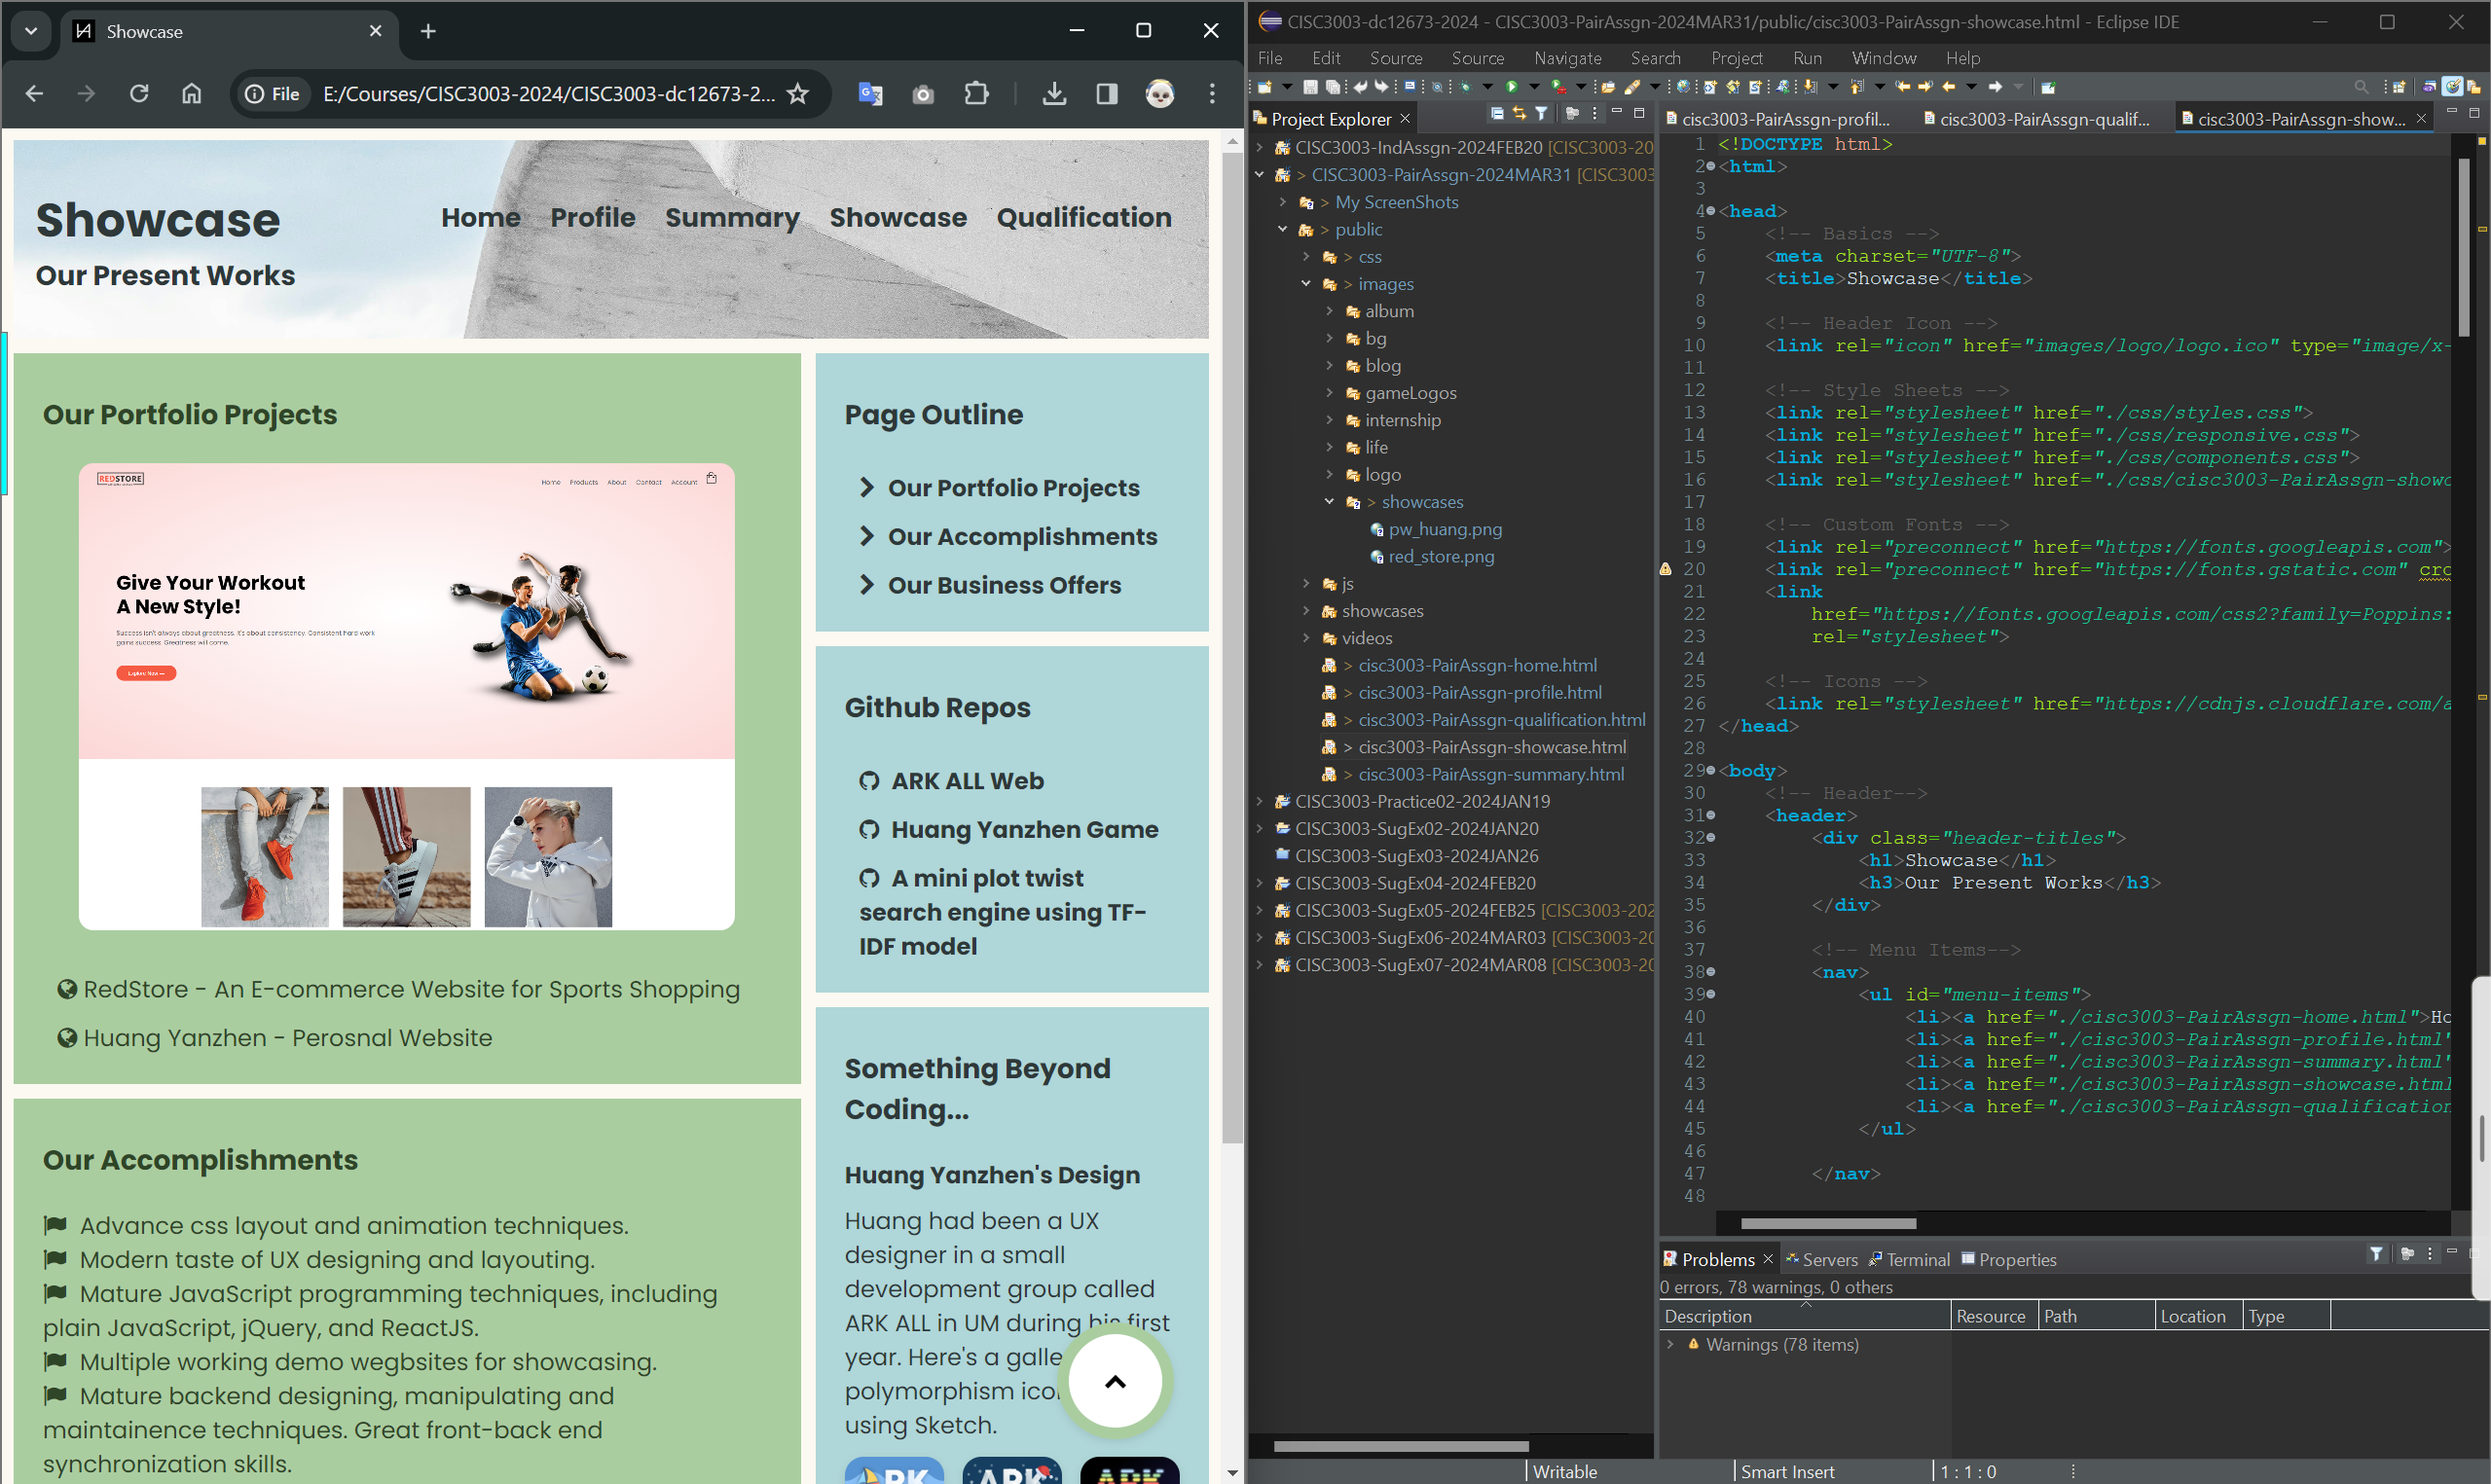 Showcase
File
E:/Courses/CISC3003-2024/CISC3003-dc12673-2...
Showcase
Our Present Works
Home Profile Summary Showcase Qualification
Our Portfolio Projects
REDSTORE
Home Products About Contact Account
Give Your Workout
A New Style!
Success isn't always about greatness. It's about consistency. Consistent hard work
gains success. Greatness will come.
Explore Now
RedStore - An E-commerce Website for Sports Shopping
Huang Yanzhen - Perosnal Website
Our Accomplishments
Advance css layout and animation techniques.
Modern taste of UX designing and layouting.
Mature JavaScript programming techniques, including
plain JavaScript, jQuery, and ReactJS.
Multiple working demo wegbsites for showcasing.
Mature backend designing, manipulating and
maintainence techniques. Great front-back end
synchronization skills.
Page Outline
Our Portfolio Projects
Our Accomplishments
Our Business Offers
Github Repos
ARK ALL Web
Huang Yanzhen Game
A mini plot twist
search engine using TF-
IDF model
Something Beyond
Coding...
Huang Yanzhen's Design
Huang had been a UX
designer in a small
development group called
ARK ALL in UM during his first
year. Here's a galle
polymorphism ico
using Sketch.
ARK ARK ARK
CISC3003-dc12673-2024 - CISC3003-PairAssgn-2024MAR31/public/cisc3003-PairAssgn-showcase.html - Eclipse IDE
File Edit Source Source Navigate Search Project Run Window Help
Project Explorer
CISC3003-IndAssgn-2024FEB20 [CISC3003-20
> CISC3003-PairAssgn-2024MAR31 [CISC3003
> My ScreenShots
> public
> css
> images
album
bg
blog
gameLogos
internship
life
logo
> showcases
pw_huang.png
red_store.png
js
showcases
videos
> cisc3003-PairAssgn-home.html
> cisc3003-PairAssgn-profile.html
> cisc3003-PairAssgn-qualification.html
> cisc3003-PairAssgn-showcase.html
> cisc3003-PairAssgn-summary.html
CISC3003-Practice02-2024JAN19
CISC3003-SugEx02-2024JAN20
CISC3003-SugEx03-2024JAN26
CISC3003-SugEx04-2024FEB20
CISC3003-SugEx05-2024FEB25 [CISC3003-202
CISC3003-SugEx06-2024MAR03 [CISC3003-20
CISC3003-SugEx07-2024MAR08 [CISC3003-20
cisc3003-PairAssgn-profil... cisc3003-PairAssgn-qualif... cisc3003-PairAssgn-show...
1 <!DOCTYPE html>
2 <html>
3
4 <head>
5 <!-- Basics -->
6 <meta charset="UTF-8">
7 <title>Showcase</title>
8
9 <!-- Header Icon -->
10 <link rel="icon" href="images/logo/logo.ico" type="image/x-
11
12 <!-- Style Sheets -->
13 <link rel="stylesheet" href="./css/styles.css">
14 <link rel="stylesheet" href="./css/responsive.css">
15 <link rel="stylesheet" href="./css/components.css">
16 <link rel="stylesheet" href="./css/cisc3003-PairAssgn-showc
17
18 <!-- Custom Fonts -->
19 <link rel="preconnect" href="https://fonts.googleapis.com">
20 <link rel="preconnect" href="https://fonts.gstatic.com" cro
21 <link
22 href="https://fonts.googleapis.com/css2?family=Poppins:
23 rel="stylesheet">
24
25 <!-- Icons -->
26 <link rel="stylesheet" href="https://cdnjs.cloudflare.com/a
27 </head>
28
29 <body>
30 <!-- Header-->
31 <header>
32 <div class="header-titles">
33 <h1>Showcase</h1>
34 <h3>Our Present Works</h3>
35 </div>
36
37 <!-- Menu Items-->
38 <nav>
39 <ul id="menu-items">
40 <li><a href="./cisc3003-PairAssgn-home.html">Ho
41 <li><a href="./cisc3003-PairAssgn-profile.html"
42 <li><a href="./cisc3003-PairAssgn-summary.html"
43 <li><a href="./cisc3003-PairAssgn-showcase.html
44 <li><a href="./cisc3003-PairAssgn-qualification
45 </ul>
46
47 </nav>
48
Problems Servers Terminal Properties
0 errors, 78 warnings, 0 others
Description Resource Path Location Type
Warnings (78 items)
Writable Smart Insert 1 : 1 : 0